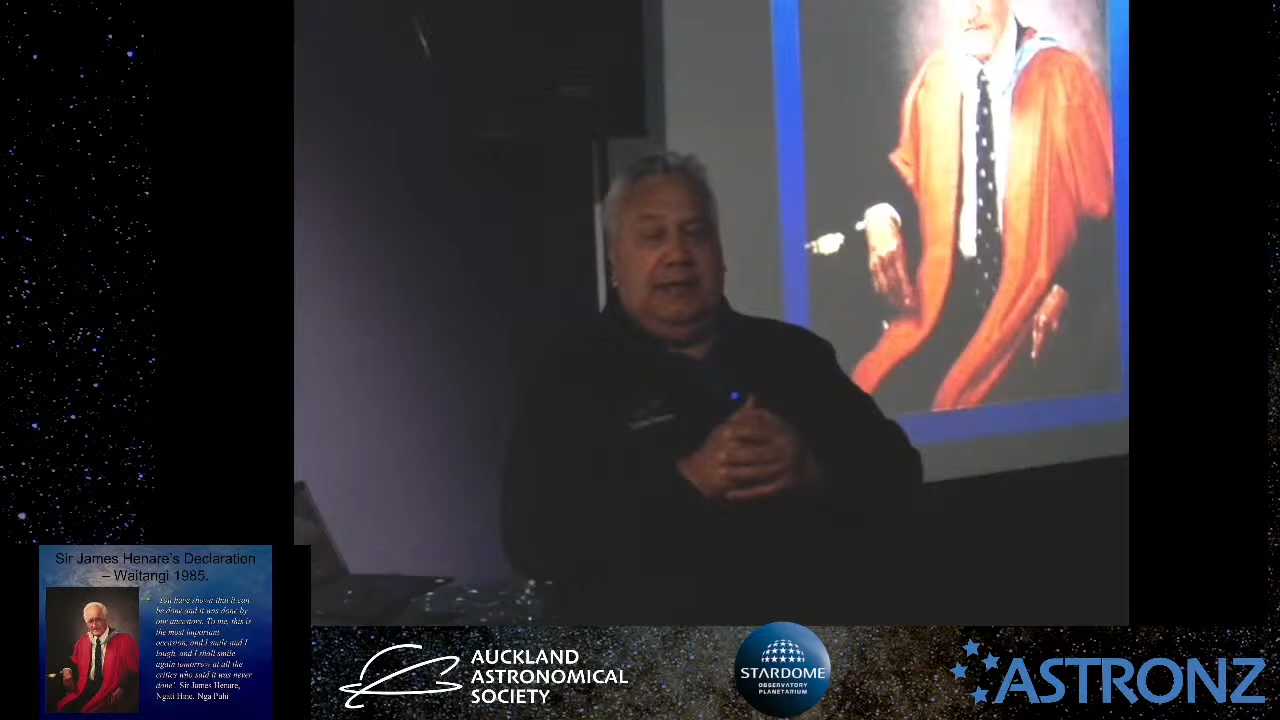 Sir James Henare's Declaration
– Waitangi 1985.
• 'You have shown that it can
be done and it was done by
our ancestors. To me, this is
the most important
occasion, and I smile and I
laugh, and I shall smile
again tomorrow at all the
critics who said it was never
done'. Sir James Henare,
Ngati Hine, Nga Puhi
AUCKLAND
ASTRONOMICAL
SOCIETY
STARDOME
OBSERVATORY
PLANETARIUM
ASTRONZ